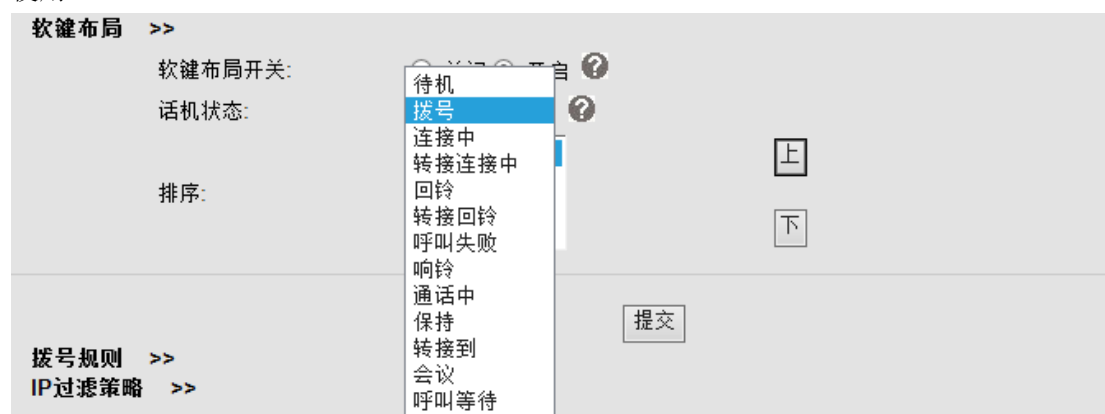 软键布局 >>
软键布局开关:
启
话机状态:
待机
拨号
连接中
转接连接中
回铃
转接回铃
呼叫失败
响铃
通话中
保持
转接到
会议
呼叫等待
排序:
上
下
提交
拨号规则 >>
IP过滤策略 >>